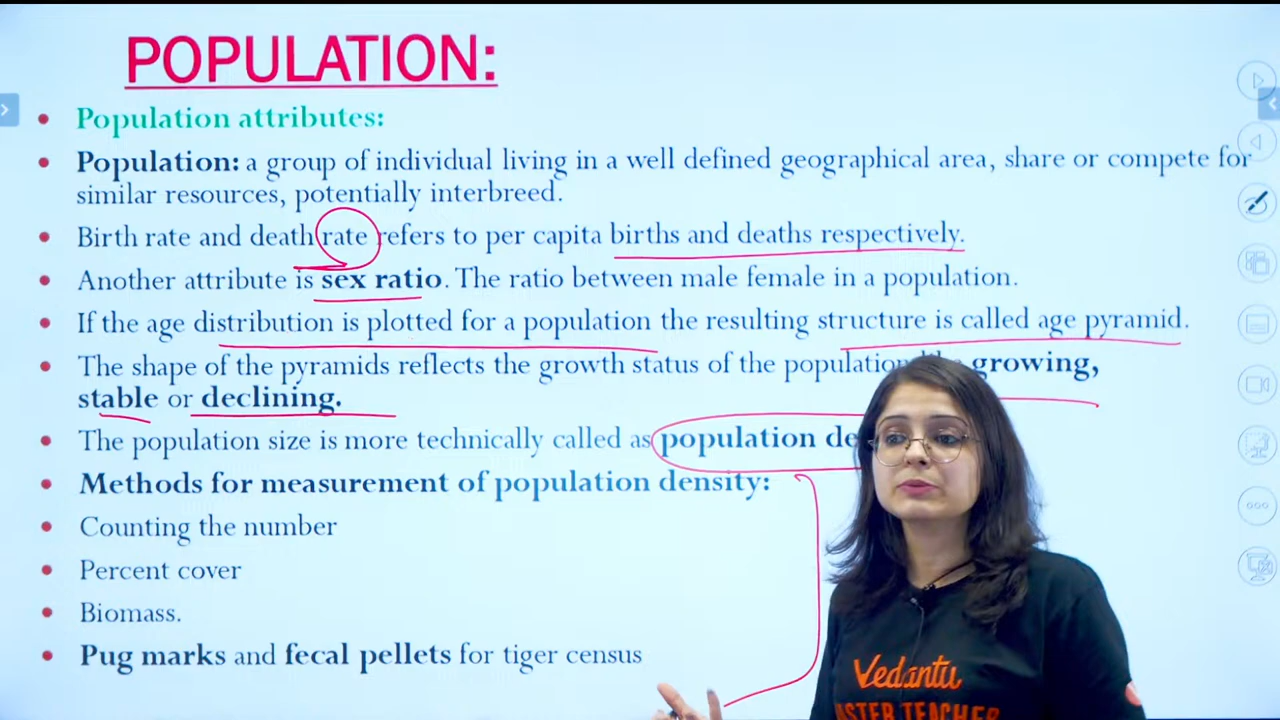 POPULATION:
Population attributes:
Population: a group of individual living in a well defined geographical area, share or compete for
similar resources, potentially interbreed.
Birth rate and death rate refers to per capita births and deaths respectively.
Another attribute is sex ratio. The ratio between male female in a population.
If the age distribution is plotted for a population the resulting structure is called age pyramid.
The shape of the pyramids reflects the growth status of the population growing,
stable or declining.
The population size is more technically called as population de
Methods for measurement of population density:
Counting the number
Percent cover
Biomass.
Pug marks and fecal pellets for tiger census
Vedantu
ASTER TEACHER